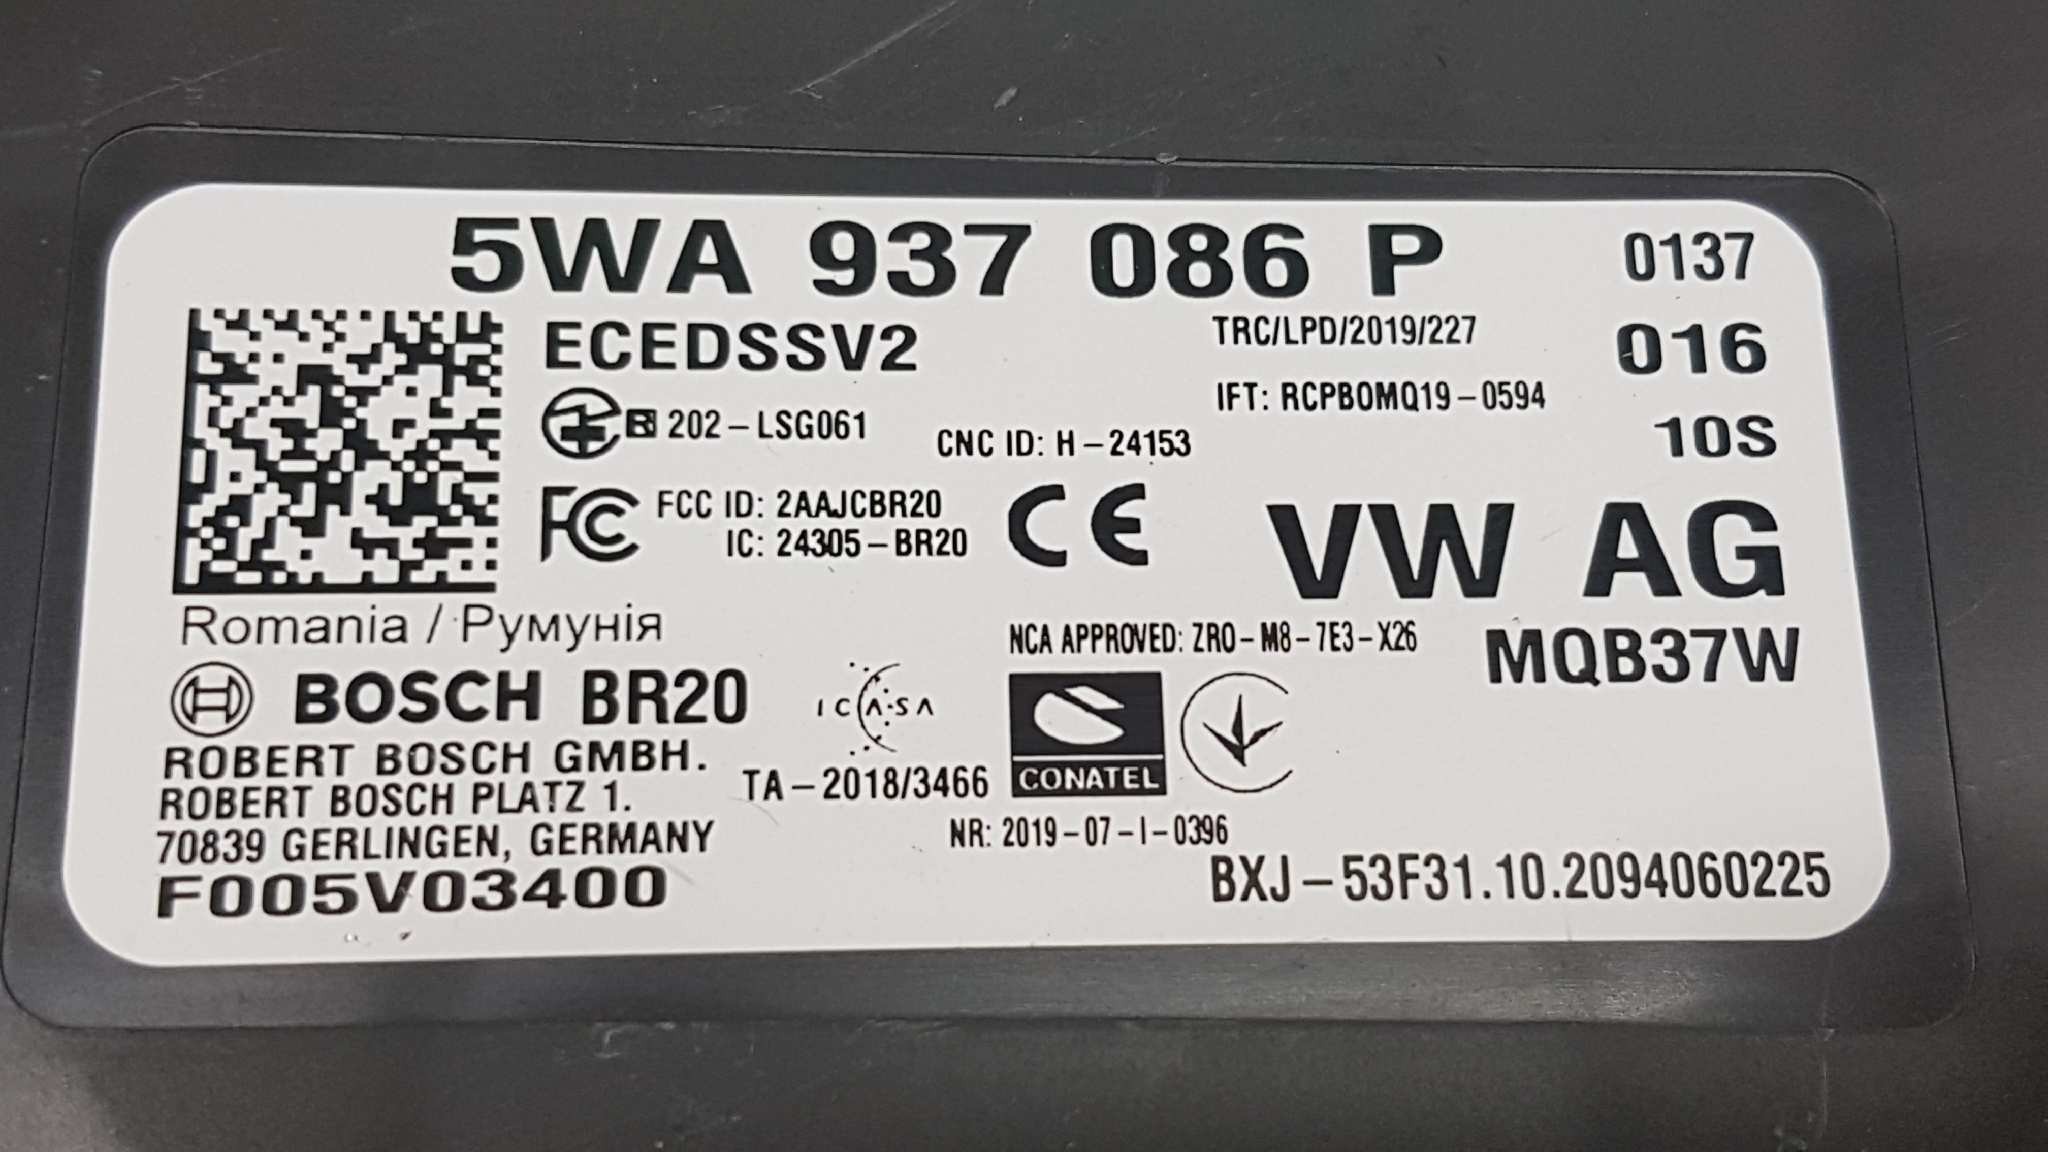 5WA 937 086 P 0137
ECEDSSV2 TRC/LPD/2019/227 016
IFT: RCPBOMQ19-0594
R 202-LSG061 CNC ID: H-24153 10S
FC FCC ID: 2AAJCBR20 CE VW AG
IC: 24305-BR20
Romania / Румунія NCA APPROVED: ZRO-M8-7E3-X26 MQB37W
BOSCH BR20 ICASA
ROBERT BOSCH GMBH. TA-2018/3466 CONATEL
ROBERT BOSCH PLATZ 1.
70839 GERLINGEN, GERMANY NR: 2019-07-I-0396
F005V03400 BXJ-53F31.10.2094060225